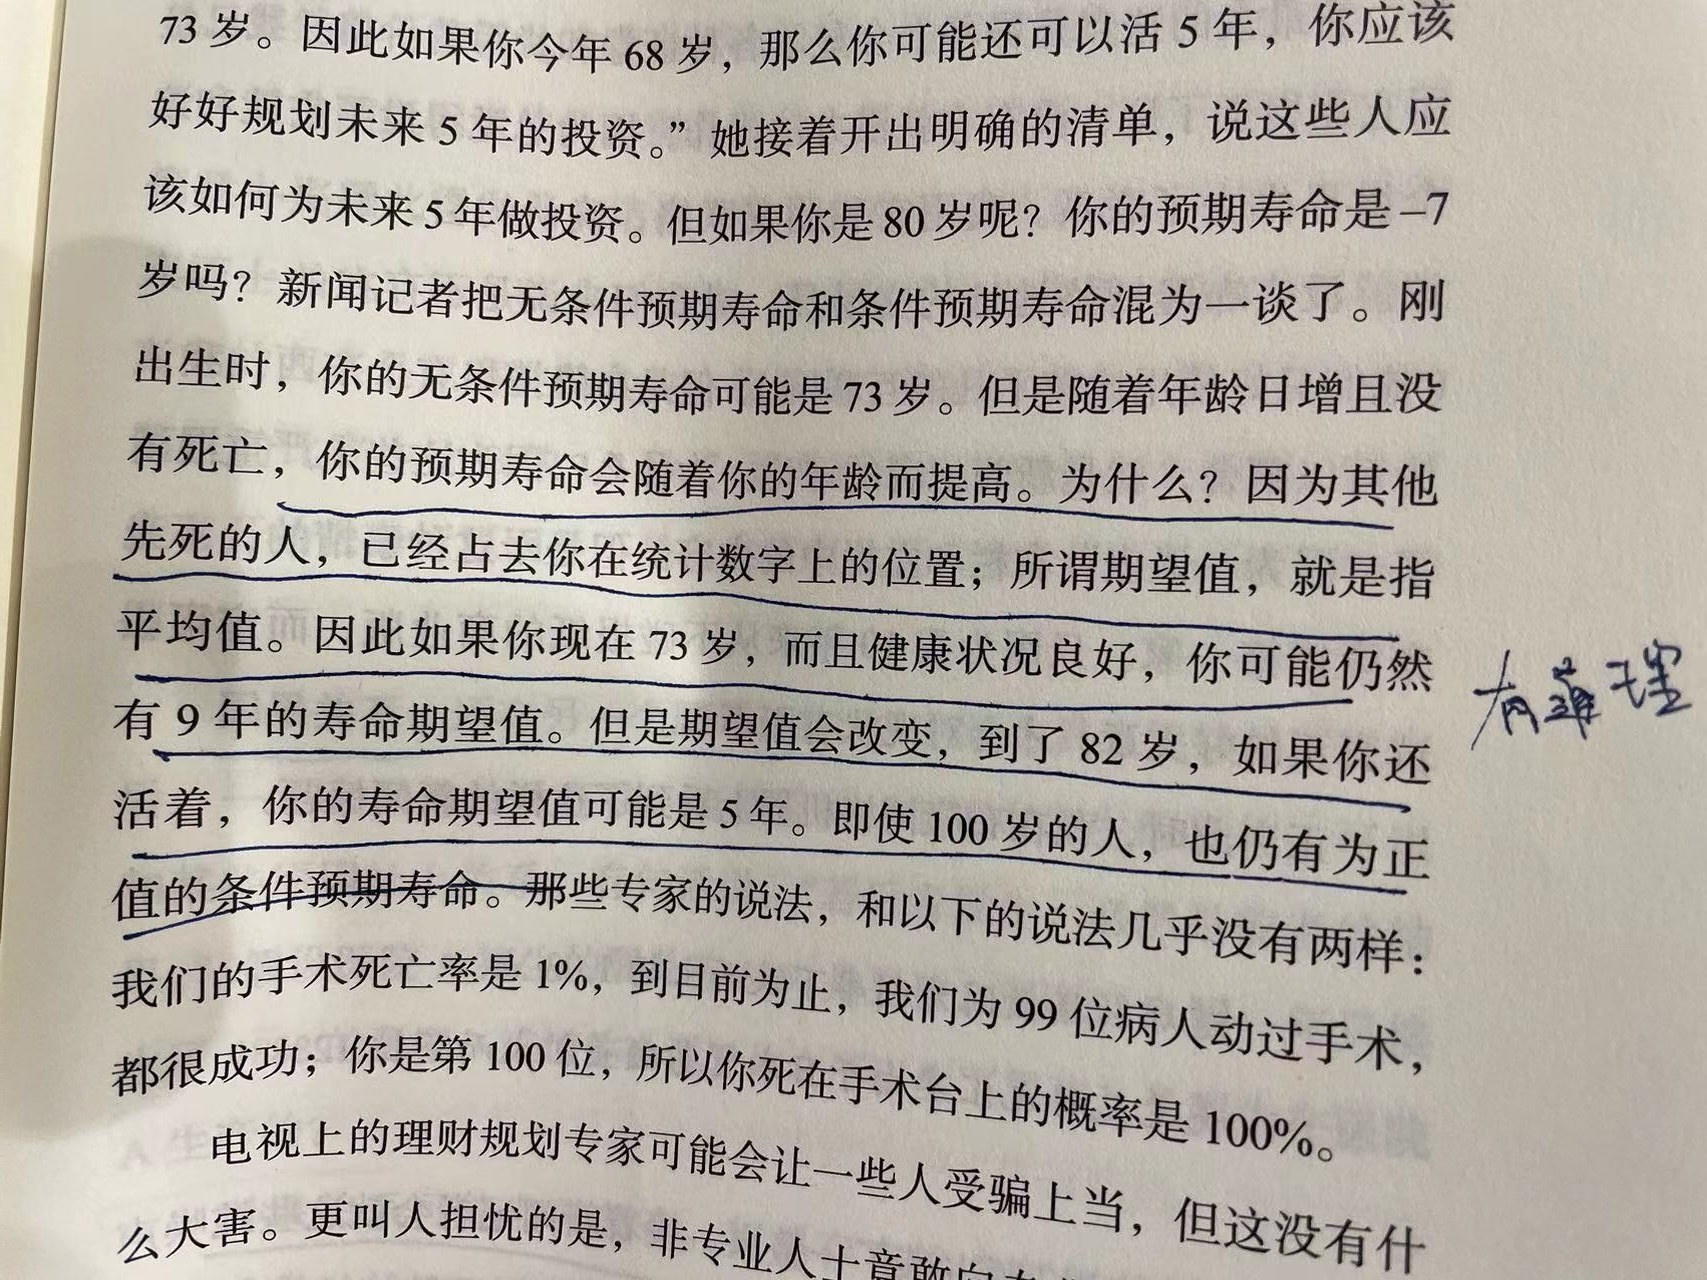 73 岁。因此如果你今年 68 岁，那么你可能还可以活 5 年，你应该
好好规划未来 5 年的投资。”她接着开出明确的清单，说这些人应
该如何为未来 5 年做投资。但如果你是 80 岁呢？你的预期寿命是 –7
岁吗？新闻记者把无条件预期寿命和条件预期寿命混为一谈了。刚
出生时，你的无条件预期寿命可能是 73 岁。但是随着年龄日增且没
有死亡，你的预期寿命会随着你的年龄而提高。为什么？因为其他
先死的人，已经占去你在统计数字上的位置；所谓期望值，就是指
平均值。因此如果你现在 73 岁，而且健康状况良好，你可能仍然
有 9 年的寿命期望值。但是期望值会改变，到了 82 岁，如果你还
活着，你的寿命期望值可能是 5 年。即使 100 岁的人，也仍有为正
值的条件预期寿命。那些专家的说法，和以下的说法几乎没有两样：
我们的手术死亡率是 1%，到目前为止，我们为 99 位病人动过手术，
都很成功；你是第 100 位，所以你死在手术台上的概率是 100%。
电视上的理财规划专家可能会让一些人受骗上当，但这没有什
么大害。更叫人担忧的是，非专业人士竟敢向
有道理